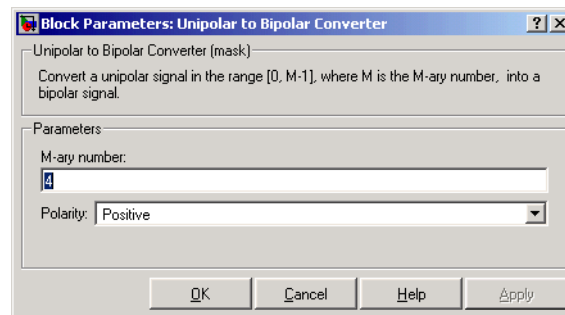 Block Parameters: Unipolar to Bipolar Converter
Unipolar to Bipolar Converter (mask)
Convert a unipolar signal in the range [0, M-1], where M is the M-ary number, into a
bipolar signal.
Parameters
M-ary number:
4
Polarity: Positive
OK Cancel Help Apply